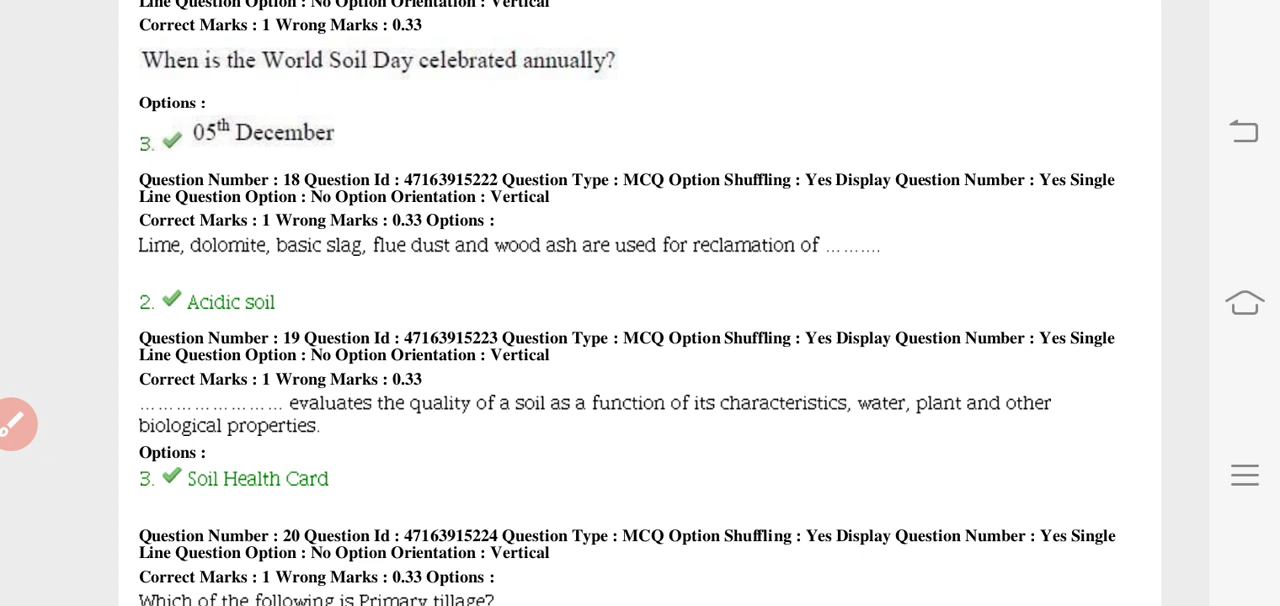 Line Question Option : No Option Orientation : Vertical
Correct Marks : 1 Wrong Marks : 0.33
When is the World Soil Day celebrated annually?
Options :
3. 05th December
Question Number : 18 Question Id : 47163915222 Question Type : MCQ Option Shuffling : Yes Display Question Number : Yes Single
Line Question Option : No Option Orientation : Vertical
Correct Marks : 1 Wrong Marks : 0.33 Options :
Lime, dolomite, basic slag, flue dust and wood ash are used for reclamation of .........
2. Acidic soil
Question Number : 19 Question Id : 47163915223 Question Type : MCQ Option Shuffling : Yes Display Question Number : Yes Single
Line Question Option : No Option Orientation : Vertical
Correct Marks : 1 Wrong Marks : 0.33
........................ evaluates the quality of a soil as a function of its characteristics, water, plant and other
biological properties.
Options :
3. Soil Health Card
Question Number : 20 Question Id : 47163915224 Question Type : MCQ Option Shuffling : Yes Display Question Number : Yes Single
Line Question Option : No Option Orientation : Vertical
Correct Marks : 1 Wrong Marks : 0.33 Options :
Which of the following is Primary tillage?